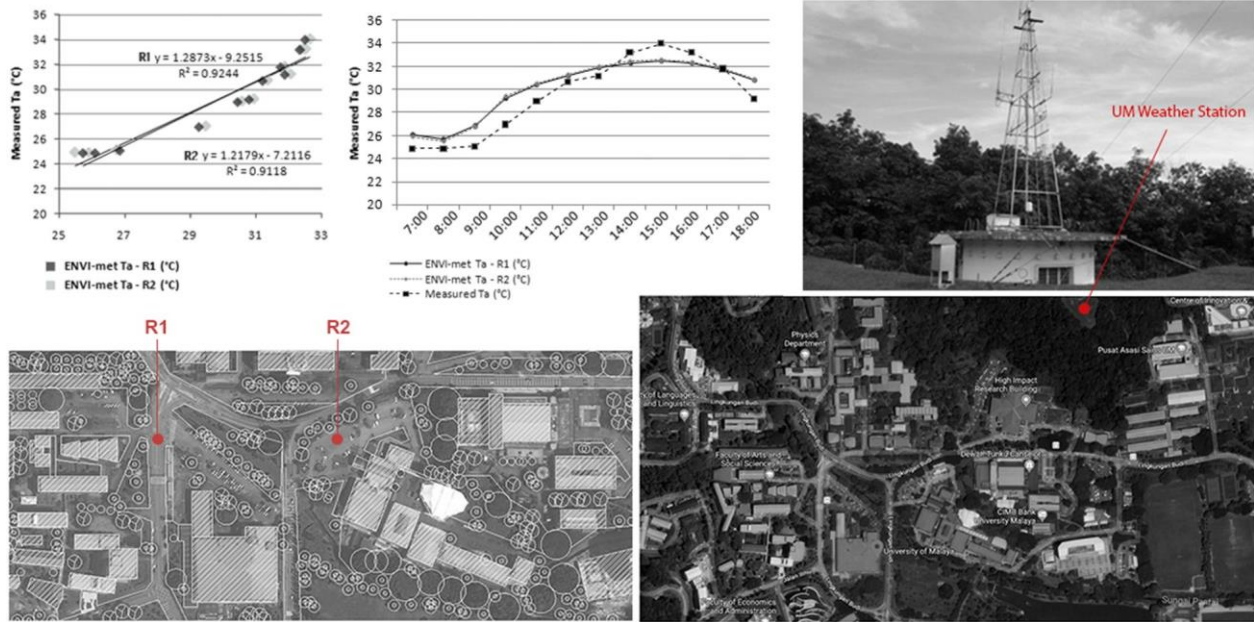 Measured Ta (°C)
36
34
32
30
28
26
24
22
20
25
27
29
31
33
R1 y = 1.2873x - 9.2515
R² = 0.9244
R2 y = 1.2179x - 7.2116
R² = 0.9118
ENVI-met Ta - R1 (°C)
ENVI-met Ta - R2 (°C)
Measured Ta (°C)
36
34
32
30
28
26
24
22
20
7:00
8:00
9:00
10:00
11:00
12:00
13:00
14:00
15:00
16:00
17:00
18:00
ENVI-met Ta - R1 (°C)
ENVI-met Ta - R2 (°C)
Measured Ta (°C)
UM Weather Station
R1
R2
Centre of Innovation &
Physics
Department
Pusat Asasi Sains
High Impact
Research Building
of Languages
and Linguistics
Faculty of Arts and
Social Sciences
CIMB Bank
University Malaya
University of Malaya
Faculty of Economics
and Administration